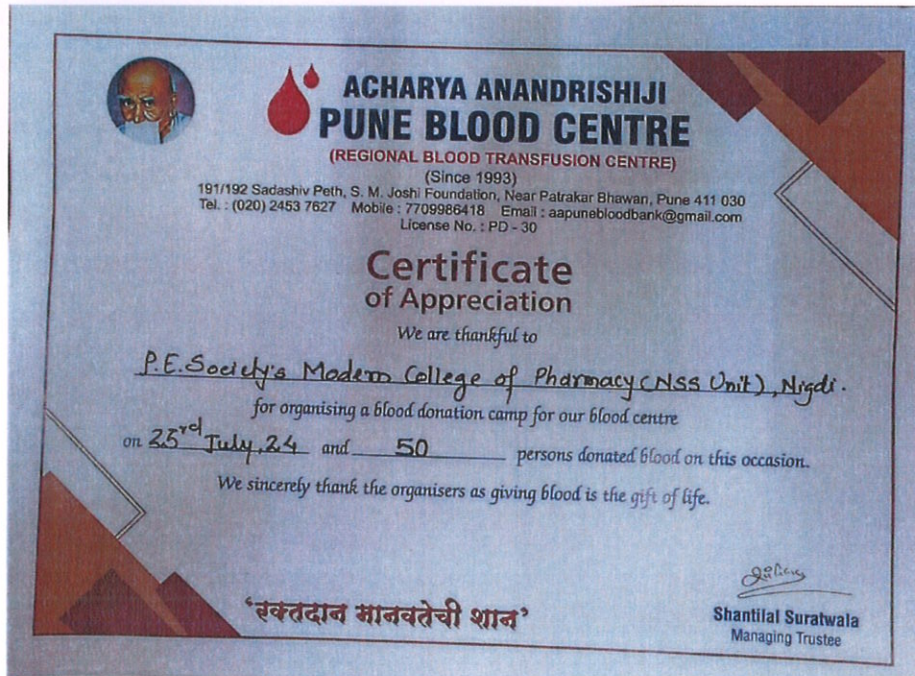 ACHARYA ANANDRISHIJI
PUNE BLOOD CENTRE
(REGIONAL BLOOD TRANSFUSION CENTRE)
(Since 1993)
191/192 Sadashiv Peth, S. M. Joshi Foundation, Near Patrakar Bhawan, Pune 411 030
Tel. : (020) 2453 7627 Mobile : 7709986418 Email : aapunebloodbank@gmail.com
License No. : PD - 30
Certificate
of Appreciation
We are thankful to
P.E.Society's Modern College of Pharmacy (NSS Unit), Nigdi.
for organising a blood donation camp for our blood centre
on 23rd July, 24 and 50 persons donated blood on this occasion.
We sincerely thank the organisers as giving blood is the gift of life.
‘रक्तदान मानवतेची शान’
Shantilal Suratwala
Managing Trustee